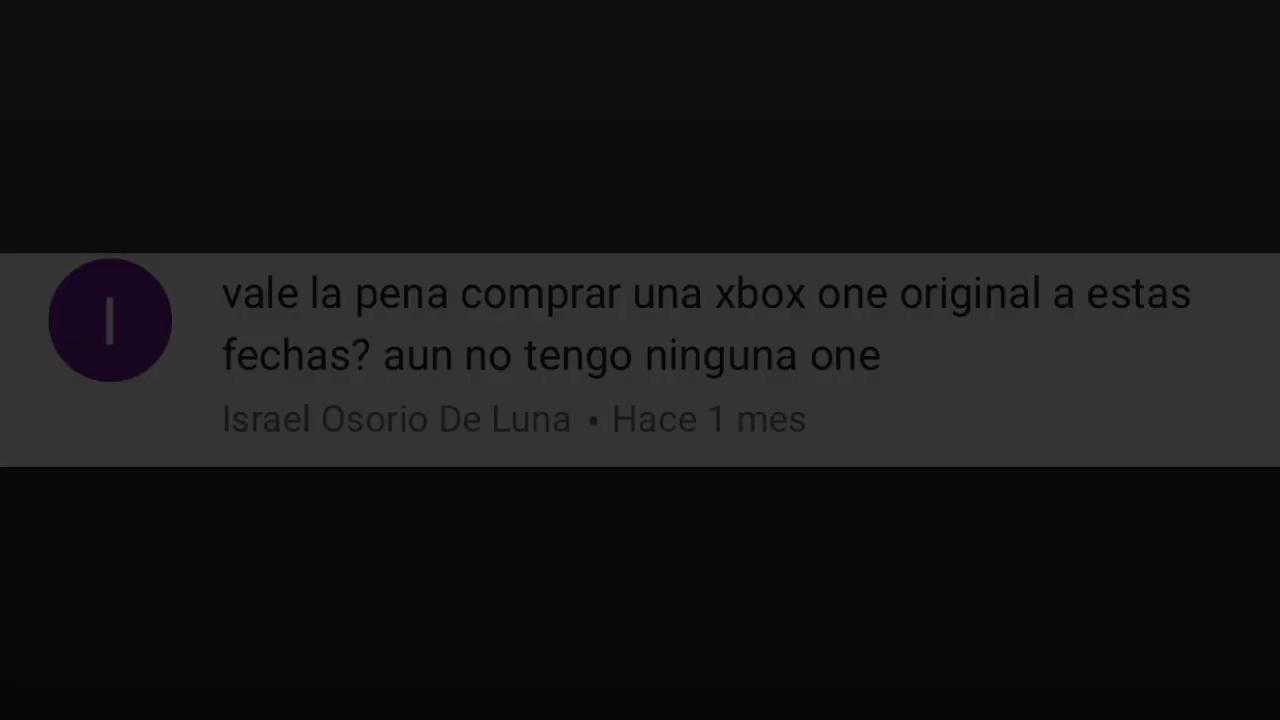 I
vale la pena comprar una xbox one original a estas
fechas? aun no tengo ninguna one
Israel Osorio De Luna • Hace 1 mes